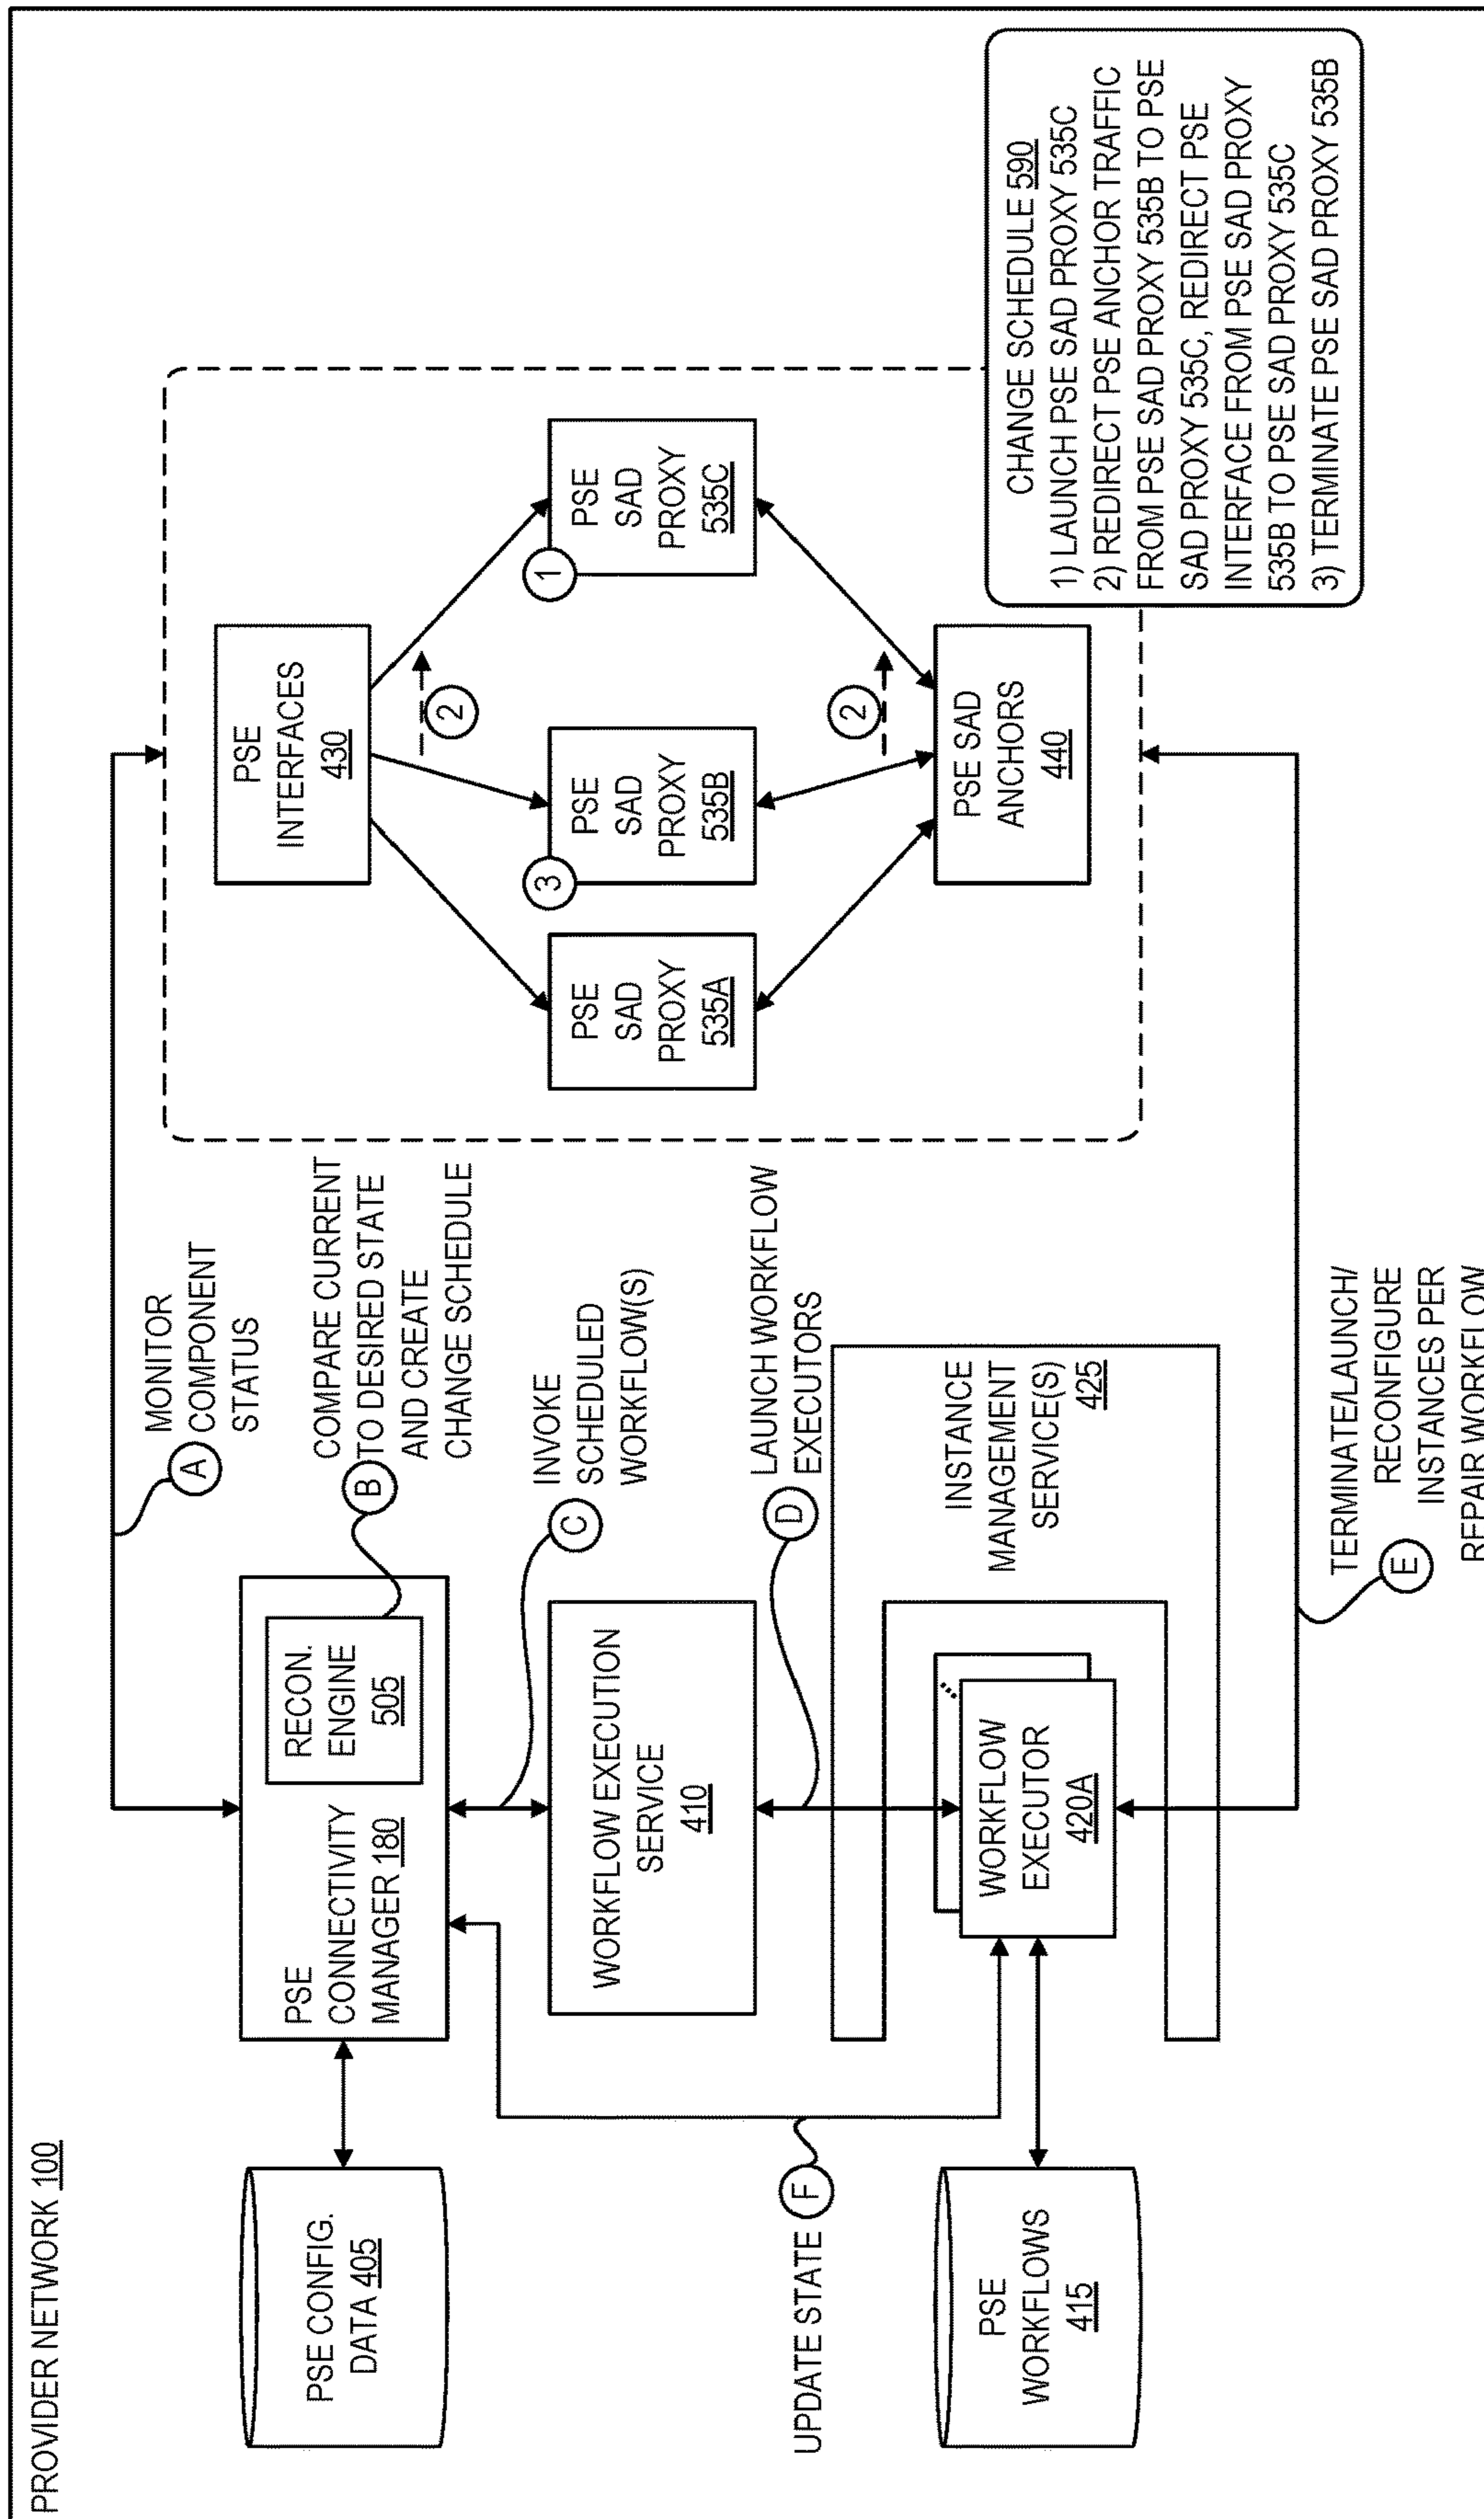 PROVIDER NETWORK 100
PSE CONFIG.
DATA 405
PSE
CONNECTIVITY
MANAGER 180
RECON.
ENGINE
505
A
MONITOR
COMPONENT
STATUS
B
COMPARE CURRENT
TO DESIRED STATE
AND CREATE
CHANGE SCHEDULE
C
INVOKE
SCHEDULED
WORKFLOW(S)
WORKFLOW EXECUTION
SERVICE
410
D
LAUNCH WORKFLOW
EXECUTORS
UPDATE STATE F
PSE
WORKFLOWS
415
WORKFLOW
EXECUTOR
420A
INSTANCE
MANAGEMENT
SERVICE(S)
425
E
TERMINATE/LAUNCH/
RECONFIGURE
INSTANCES PER
REPAIR WORKFLOW
PSE
INTERFACES
430
2
PSE
SAD
PROXY
535A
3
PSE
SAD
PROXY
535B
1
PSE
SAD
PROXY
535C
2
PSE SAD
ANCHORS
440
CHANGE SCHEDULE 590
1) LAUNCH PSE SAD PROXY 535C
2) REDIRECT PSE ANCHOR TRAFFIC
FROM PSE SAD PROXY 535B TO PSE
SAD PROXY 535C, REDIRECT PSE
INTERFACE FROM PSE SAD PROXY
535B TO PSE SAD PROXY 535C
3) TERMINATE PSE SAD PROXY 535B